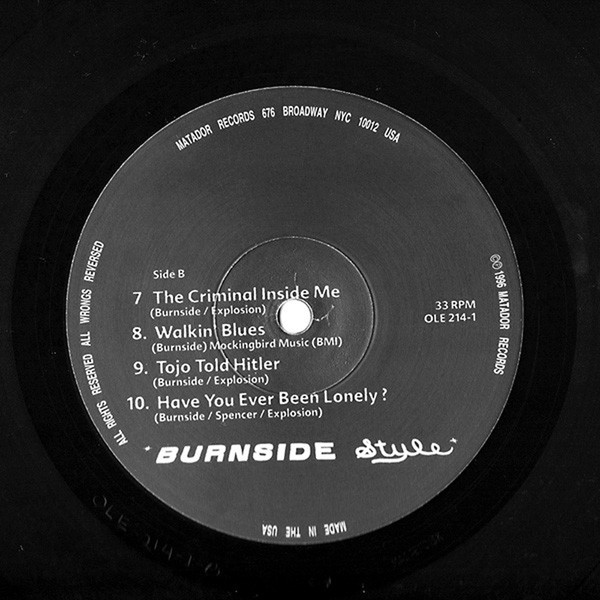 MATADOR RECORDS 676 BROADWAY NYC 10012 USA
Side B
7 The Criminal Inside Me
(Burnside / Explosion)
8. Walkin' Blues
(Burnside) Mockingbird Music (BMI)
9. Tojo Told Hitler
(Burnside / Explosion)
10. Have You Ever Been Lonely?
(Burnside / Spencer / Explosion)
33 RPM
OLE 214-1
℗© 1996 MATADOR RECORDS
ALL RIGHTS RESERVED ALL WRONGS REVERSED
*BURNSIDE Style*
MADE IN THE USA
OLE-214-1-B